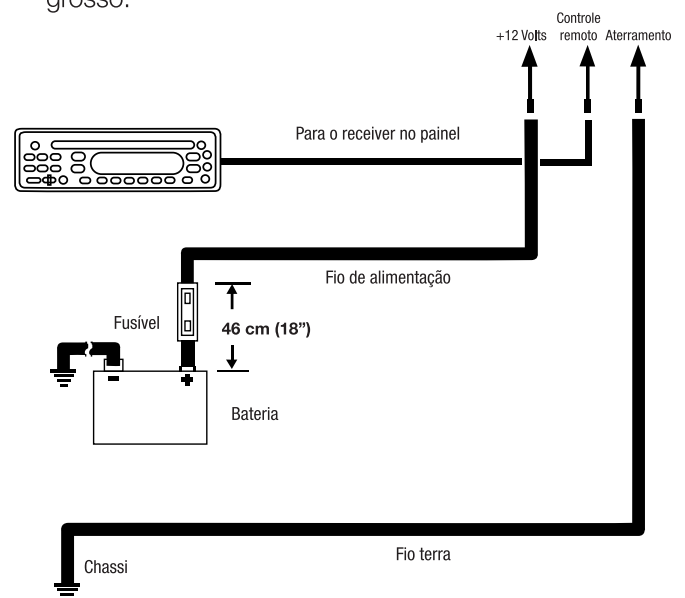 grosso.
Controle
+12 Volts remoto Aterramento
Para o receiver no painel
Fio de alimentação
Fusível
46 cm (18”)
Bateria
Fio terra
Chassi